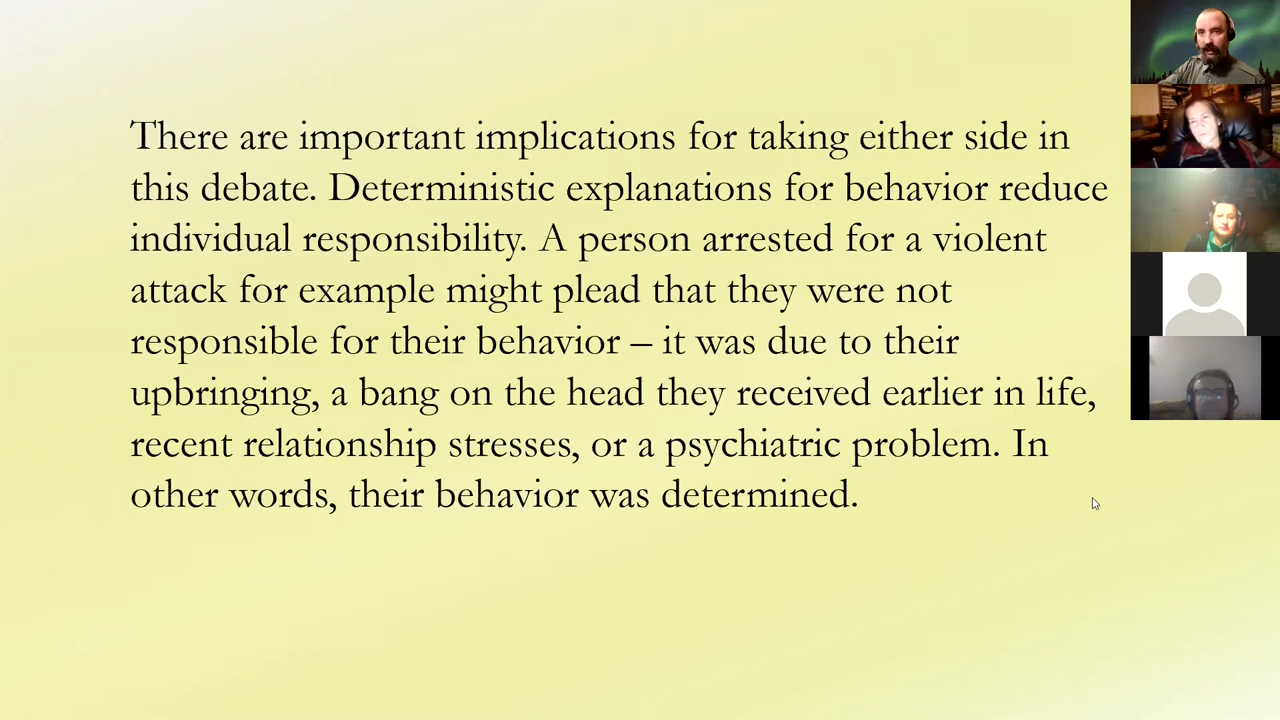 There are important implications for taking either side in
this debate. Deterministic explanations for behavior reduce
individual responsibility. A person arrested for a violent
attack for example might plead that they were not
responsible for their behavior – it was due to their
upbringing, a bang on the head they received earlier in life,
recent relationship stresses, or a psychiatric problem. In
other words, their behavior was determined.